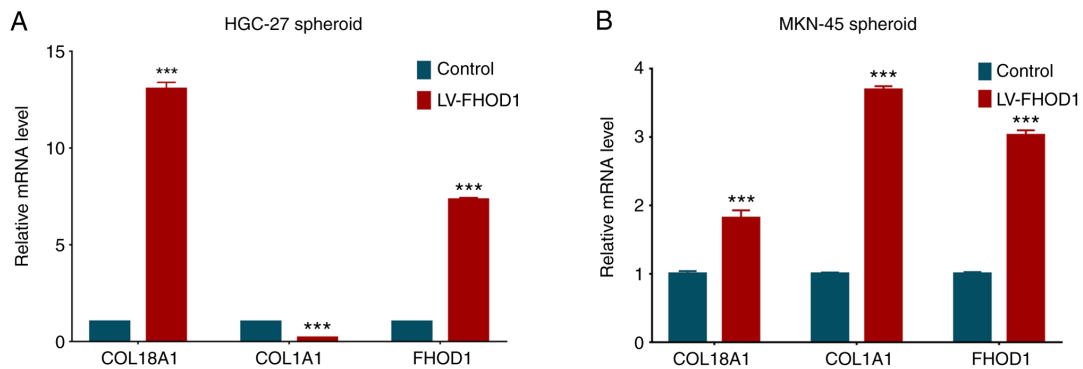 A
HGC-27 spheroid
Relative mRNA level
15
10
5
0
***
***
***
Control
LV-FHOD1
COL18A1
COL1A1
FHOD1
B
MKN-45 spheroid
Relative mRNA level
4
3
2
1
0
***
***
***
Control
LV-FHOD1
COL18A1
COL1A1
FHOD1